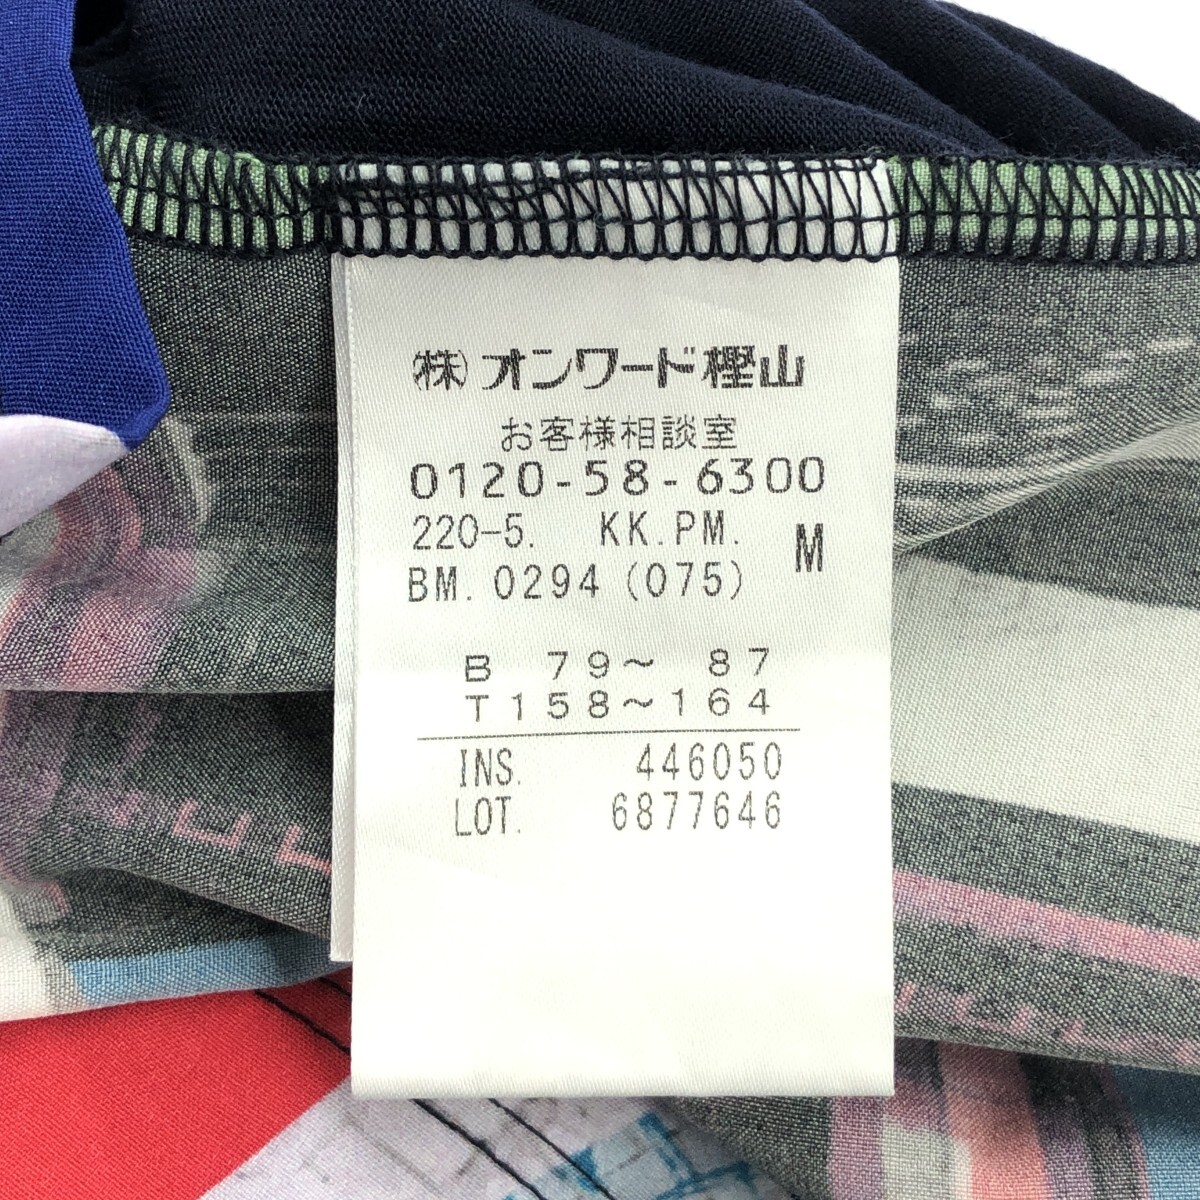 (株)オンワード樫山
お客様相談室
0120-58-6300
220-5. KK.PM. M
BM.0294(075)
B 79~ 87
T158~164
INS. 446050
LOT. 6877646